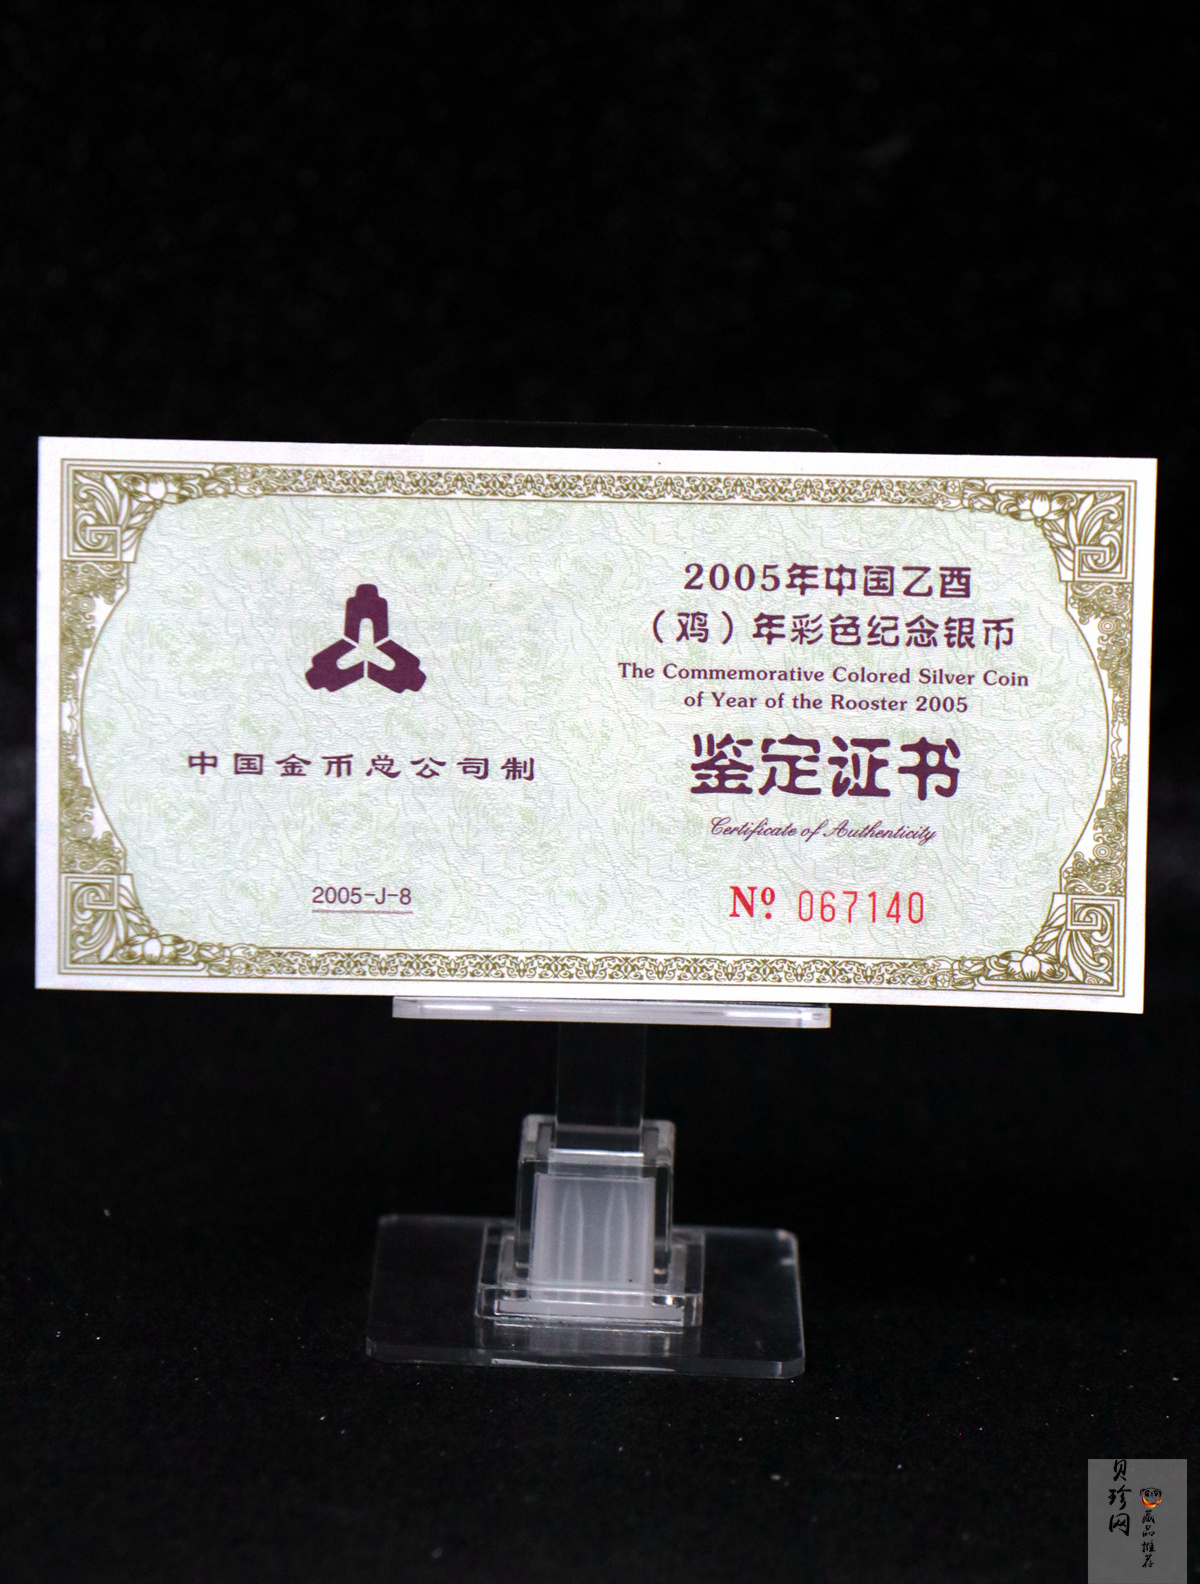 中国金币总公司制
2005-J-8
2005年中国乙酉
（鸡）年彩色纪念银币
The Commemorative Colored Silver Coin
of Year of the Rooster 2005
鉴定证书
Certificate of Authenticity
Nº 067140
贝珍网
藏品推荐